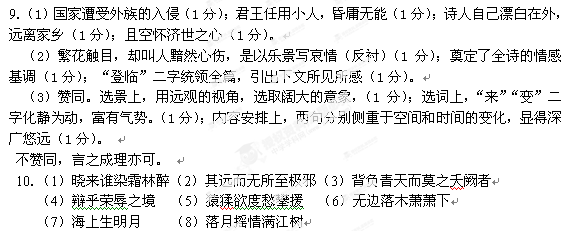 9.(1)国家遭受外族的入侵(1分);君王任用小人,昏庸无能(1分);诗人自己漂白在外,
远离家乡(1分);且空怀济世之心(1分)。
(2)繁花触目,却叫人黯然心伤,是以乐景写哀情(反衬)(1分);奠定了全诗的情感
基调(1分);“登临”二字统领全篇,引出下文所见所感(1分)。
(3)赞同。选景上,用远观的视角,选取阔大的意象,(1分);选词上,“来”“变”二
字化静为动,富有气势。(1分);内容安排上,两句分别侧重于空间和时间的变化,显得深
广悠远(1分)。
不赞同,言之成理亦可。
10.(1)晓来谁染霜林醉(2)其远而无所至极邪(3)背负青天而莫之夭阏者
(4)辩乎荣辱之境 (5)猿猱欲度愁攀援 (6)无边落木萧萧下
(7)海上生明月 (8)落月摇情满江树